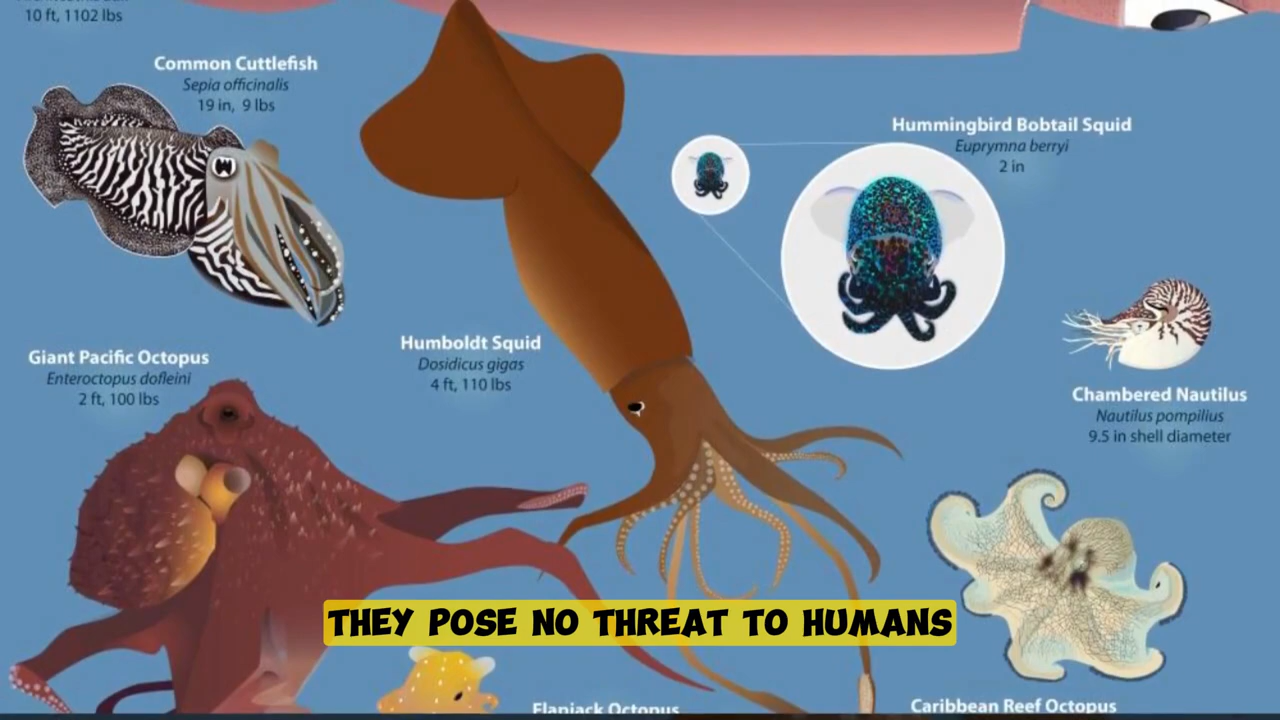 10 ft, 1102 lbs
Common Cuttlefish
Sepia officinalis
19 in, 9 lbs
Hummingbird Bobtail Squid
Euprymna berryi
2 in
Humboldt Squid
Dosidicus gigas
4 ft, 110 lbs
Giant Pacific Octopus
Enteroctopus dofleini
2 ft, 100 lbs
Chambered Nautilus
Nautilus pompilius
9.5 in shell diameter
THEY POSE NO THREAT TO HUMANS
Flapjack Octopus
Caribbean Reef Octopus